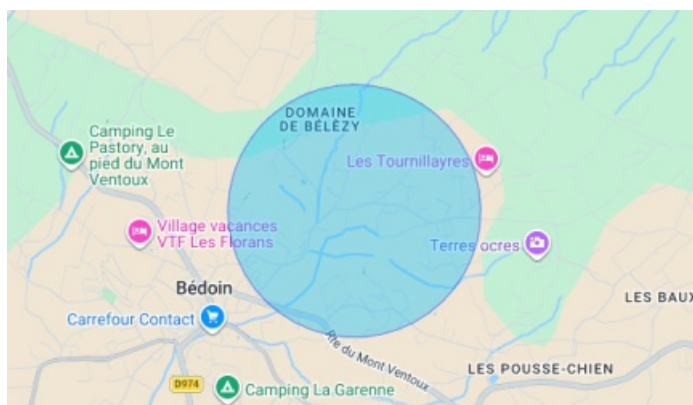 DOMAINE
DE BÉLÉZY
Camping Le
Pastory, au
pied du Mont
Ventoux
Les Tournillayres
Village vacances
VTF Les Florans
Terres ocres
Bédoin
LES BAUX
Carrefour Contact
Rte du Mont Ventoux
LES POUSSE-CHIEN
D974
Camping La Garenne